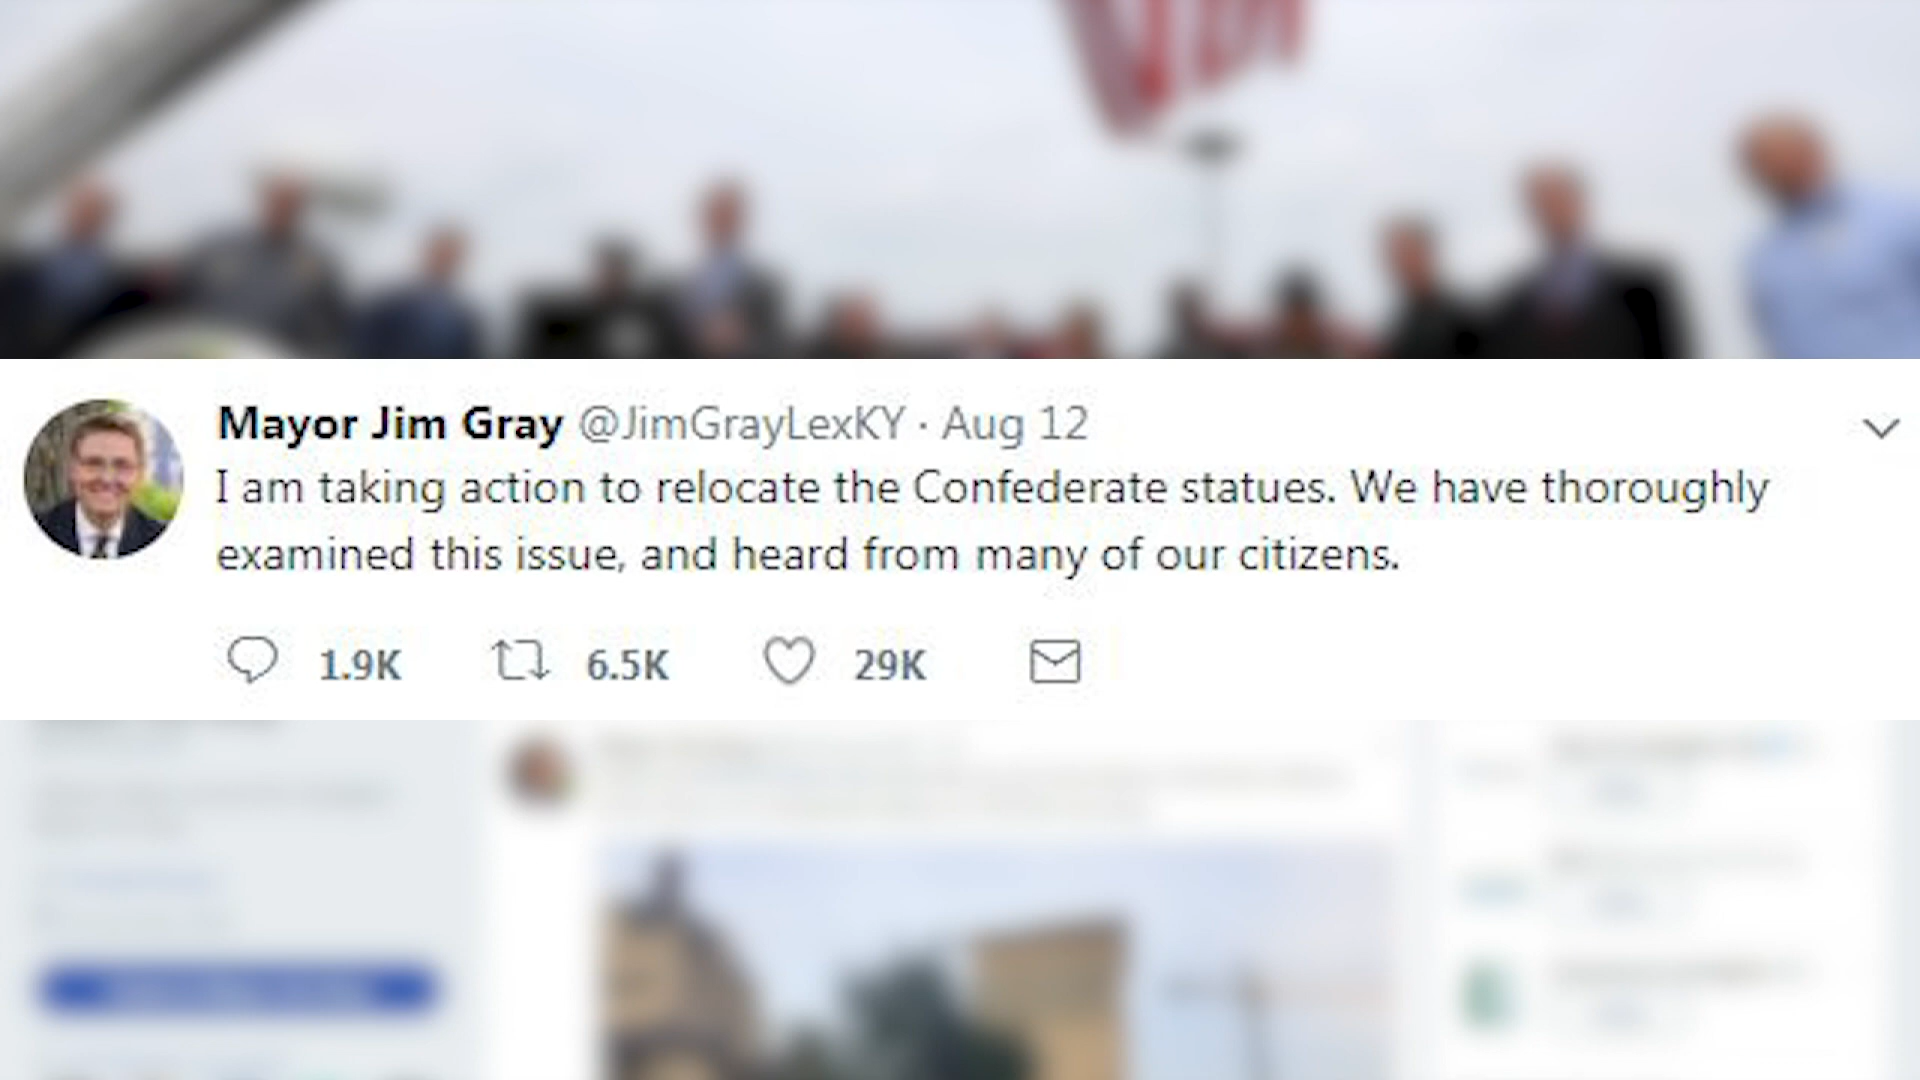 Mayor Jim Gray @JimGrayLexKY · Aug 12
I am taking action to relocate the Confederate statues. We have thoroughly
examined this issue, and heard from many of our citizens.
1.9K 6.5K 29K